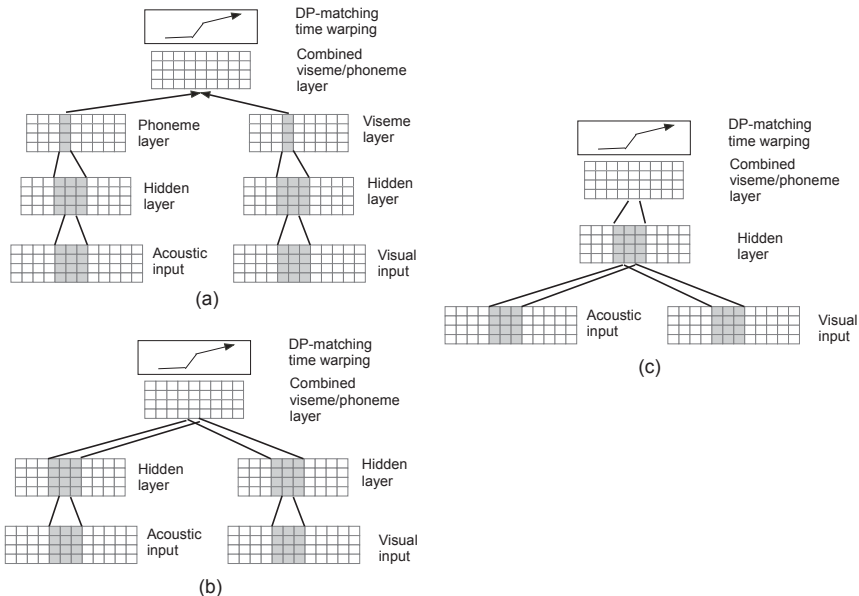 DP-matching
time warping
Combined
viseme/phoneme
layer
Phoneme
layer
Viseme
layer
Hidden
layer
Hidden
layer
Acoustic
input
Visual
input
(a)
DP-matching
time warping
Combined
viseme/phoneme
layer
Hidden
layer
Hidden
layer
Acoustic
input
Visual
input
(b)
DP-matching
time warping
Combined
viseme/phoneme
layer
Hidden
layer
Acoustic
input
Visual
input
(c)